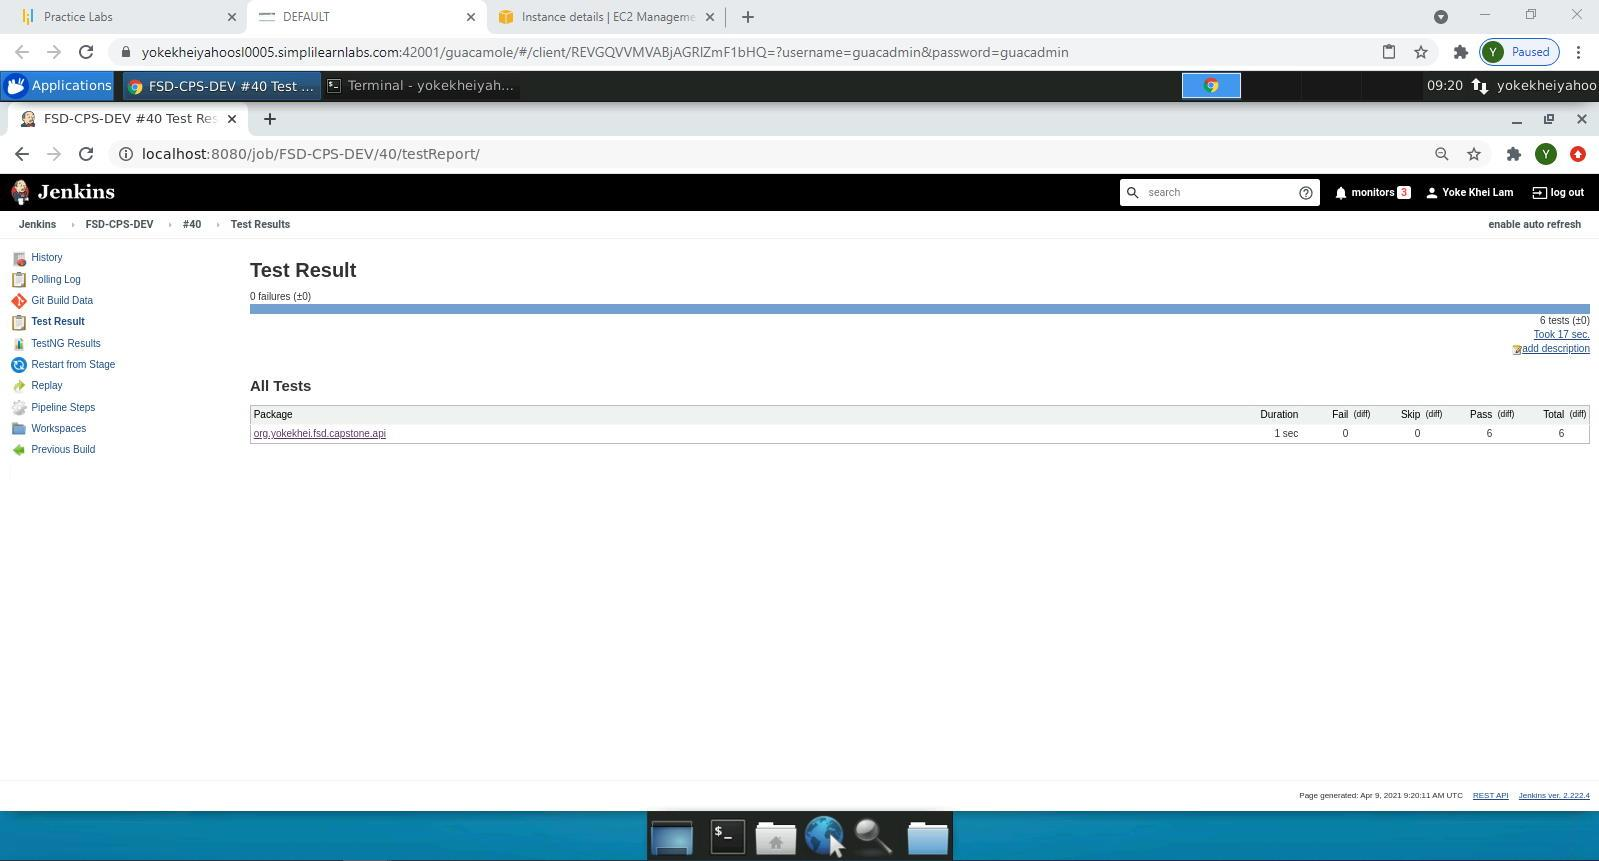 Practice Labs
DEFAULT
Instance details | EC2 Manageme
yokekheiyahoosl0005.simplilearnlabs.com:42001/guacamole/#/client/REVGQVVMVABjAGRlZmF1bHQ=?username=guacadmin&password=guacadmin
Y Paused
Applications
FSD-CPS-DEV #40 Test ...
Terminal - yokekheiyah...
09:20
yokekheiyahoo
FSD-CPS-DEV #40 Test Res
localhost:8080/job/FSD-CPS-DEV/40/testReport/
Y
Jenkins
search
monitors 3
Yoke Khei Lam
log out
Jenkins
FSD-CPS-DEV
#40
Test Results
enable auto refresh
History
Polling Log
Git Build Data
Test Result
TestNG Results
Restart from Stage
Replay
Pipeline Steps
Workspaces
Previous Build
Test Result
0 failures (±0)
6 tests (±0)
Took 17 sec.
add description
All Tests
Package Duration Fail (diff) Skip (diff) Pass (diff) Total (diff)
org.yokekhei.fsd.capstone.api 1 sec 0 0 6 6
Page generated: Apr 9, 2021 9:20:11 AM UTC REST API Jenkins ver. 2.222.4
$_